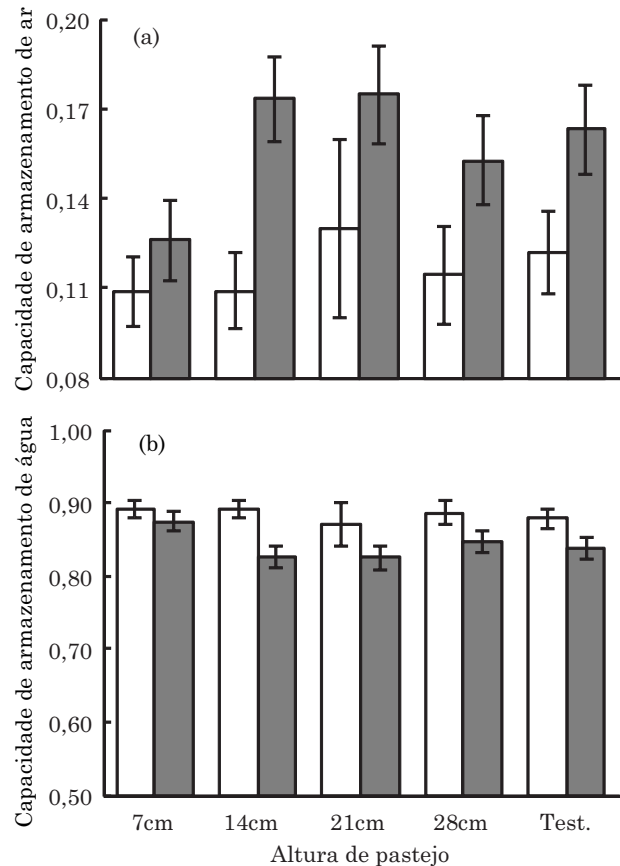 Capacidade de armazenamento de ar
(a)
0,20
0,17
0,14
0,11
0,08
Capacidade de armazenamento de água
(b)
1,00
0,90
0,80
0,70
0,60
0,50
7cm 14cm 21cm 28cm Test.
Altura de pastejo